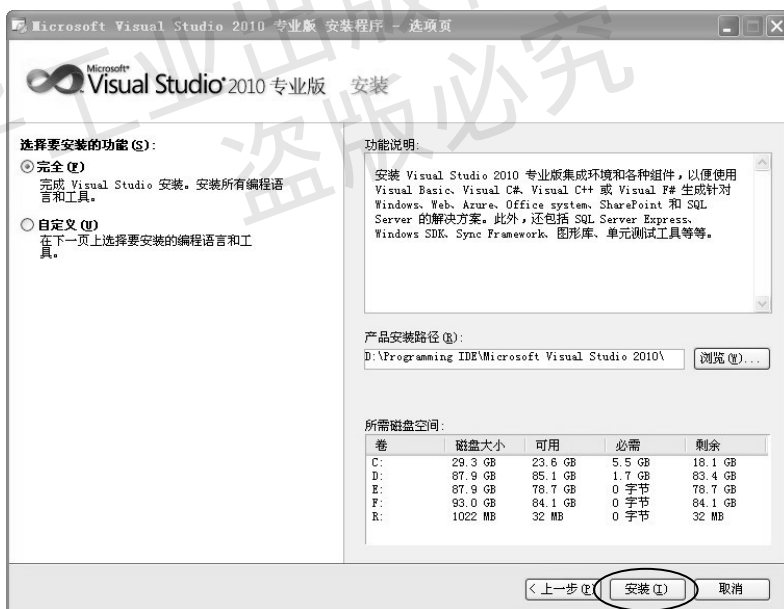 Microsoft Visual Studio 2010 专业版 安装程序 - 选项页
Microsoft®
Visual Studio® 2010 专业版 安装
选择要安装的功能(S):
完全(F)
完成 Visual Studio 安装。安装所有编程语
言和工具。
自定义(U)
在下一页上选择要安装的编程语言和工
具。
功能说明:
安装 Visual Studio 2010 专业版集成环境和各种组件，以便使用
Visual Basic、Visual C#、Visual C++ 或 Visual F# 生成针对
Windows、Web、Azure、Office system、SharePoint 和 SQL
Server 的解决方案。此外，还包括 SQL Server Express、
Windows SDK、Sync Framework、图形库、单元测试工具等等。
产品安装路径(R):
D:\Programming IDE\Microsoft Visual Studio 2010\
浏览(W)...
所需磁盘空间:
卷 磁盘大小 可用 必需 剩余
C: 29.3 GB 23.6 GB 5.5 GB 18.1 GB
D: 87.9 GB 85.1 GB 1.7 GB 83.4 GB
E: 87.9 GB 78.7 GB 0 字节 78.7 GB
F: 93.0 GB 84.1 GB 0 字节 84.1 GB
R: 1022 MB 32 MB 0 字节 32 MB
<上一步(P) 安装(I) 取消
工业出版
盗版必究